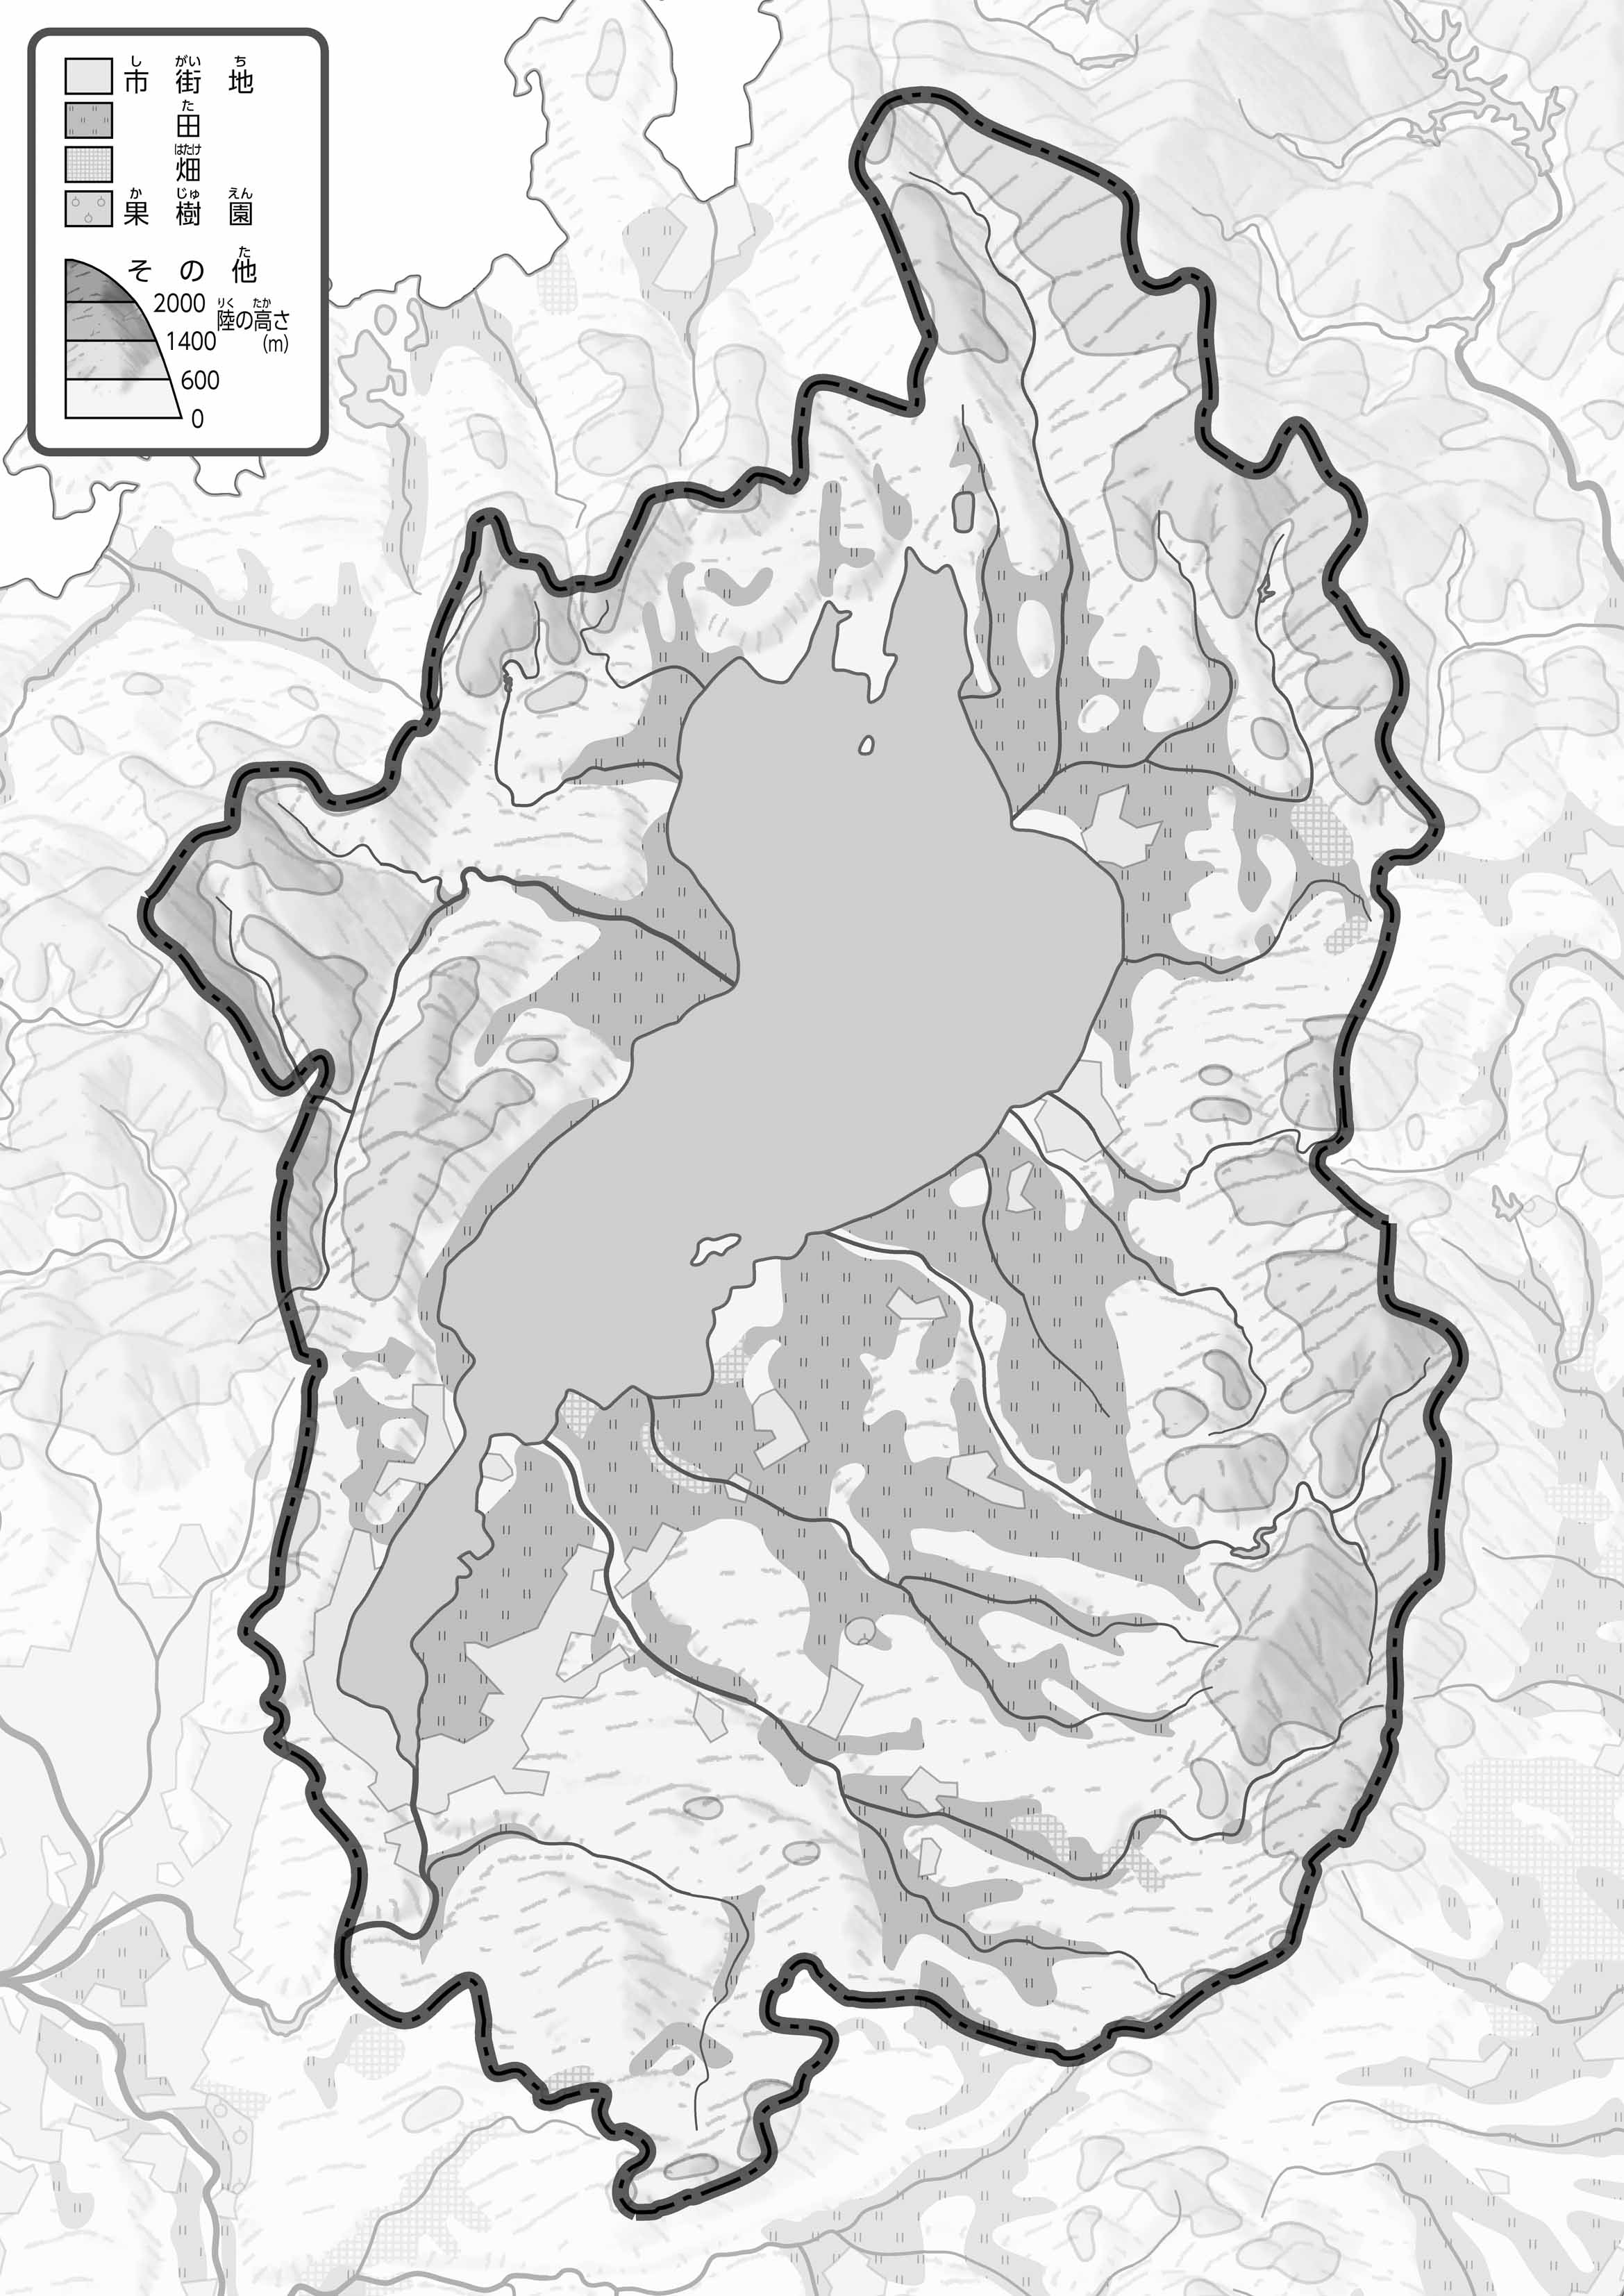 し がい ち
市 街 地
た
田
はたけ
畑
か じゅ えん
果 樹 園
た
そ の 他
2000
りく たか
陸の高さ
1400 (m)
600
0